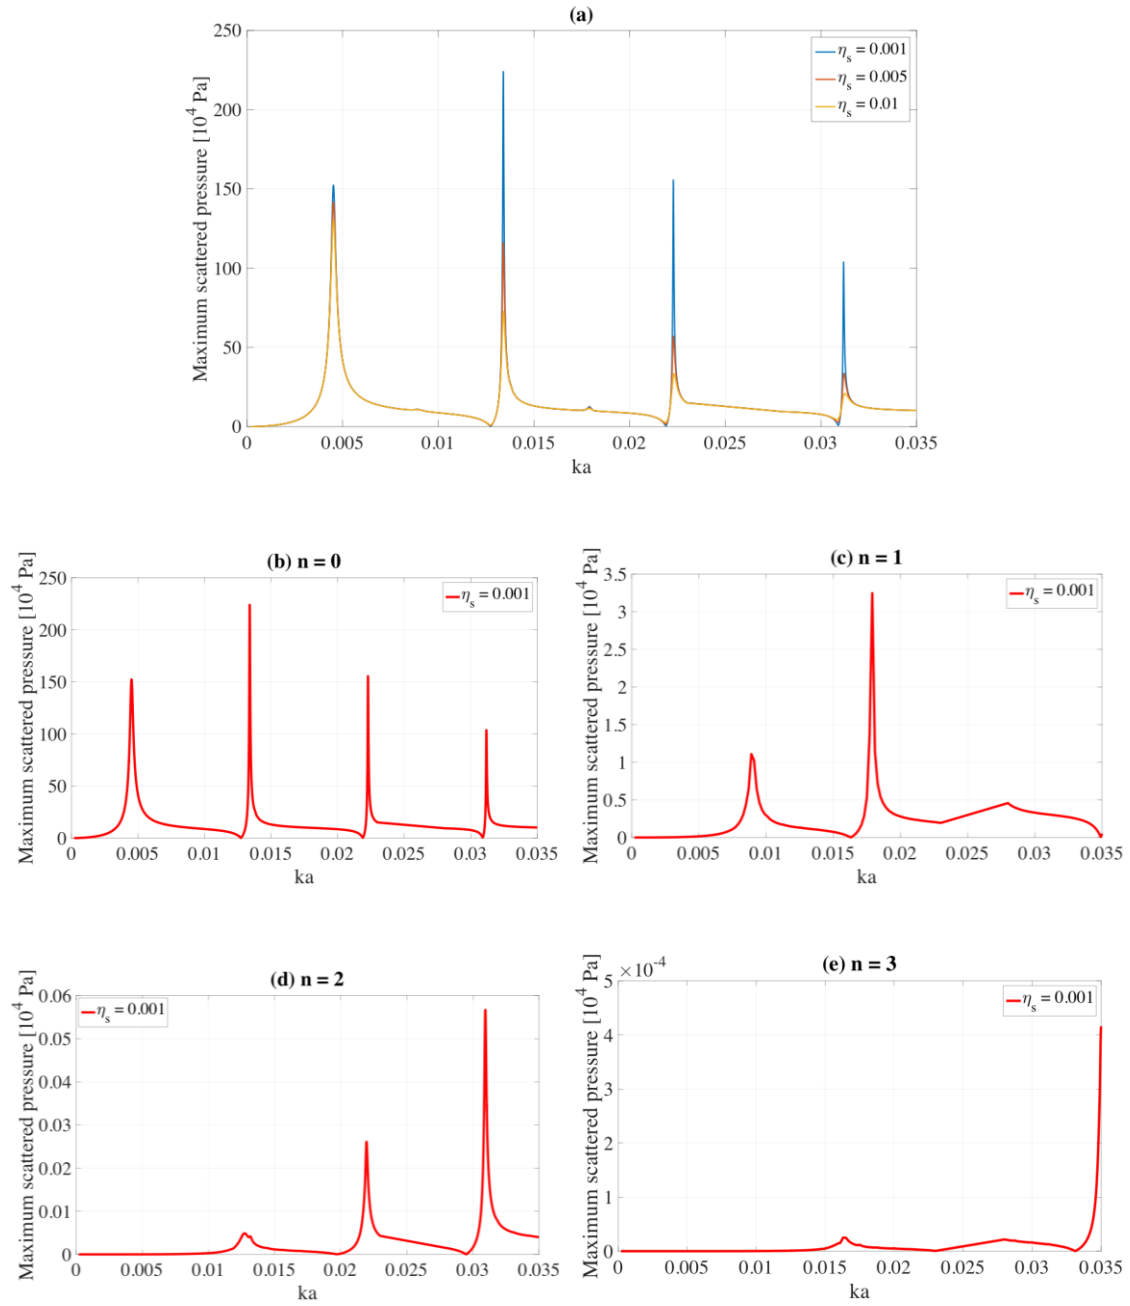 (a)
Maximum scattered pressure [10^4 Pa]
250
200
150
100
50
0
0 0.005 0.01 0.015 0.02 0.025 0.03 0.035
ka
η_s = 0.001
η_s = 0.005
η_s = 0.01
(b) n = 0
Maximum scattered pressure [10^4 Pa]
250
200
150
100
50
0
0 0.005 0.01 0.015 0.02 0.025 0.03 0.035
ka
η_s = 0.001
(c) n = 1
Maximum scattered pressure [10^4 Pa]
3.5
3
2.5
2
1.5
1
0.5
0
0 0.005 0.01 0.015 0.02 0.025 0.03 0.035
ka
η_s = 0.001
(d) n = 2
Maximum scattered pressure [10^4 Pa]
0.06
0.05
0.04
0.03
0.02
0.01
0
0 0.005 0.01 0.015 0.02 0.025 0.03 0.035
ka
η_s = 0.001
(e) n = 3
×10^-4
Maximum scattered pressure [10^4 Pa]
5
4
3
2
1
0
0 0.005 0.01 0.015 0.02 0.025 0.03 0.035
ka
η_s = 0.001